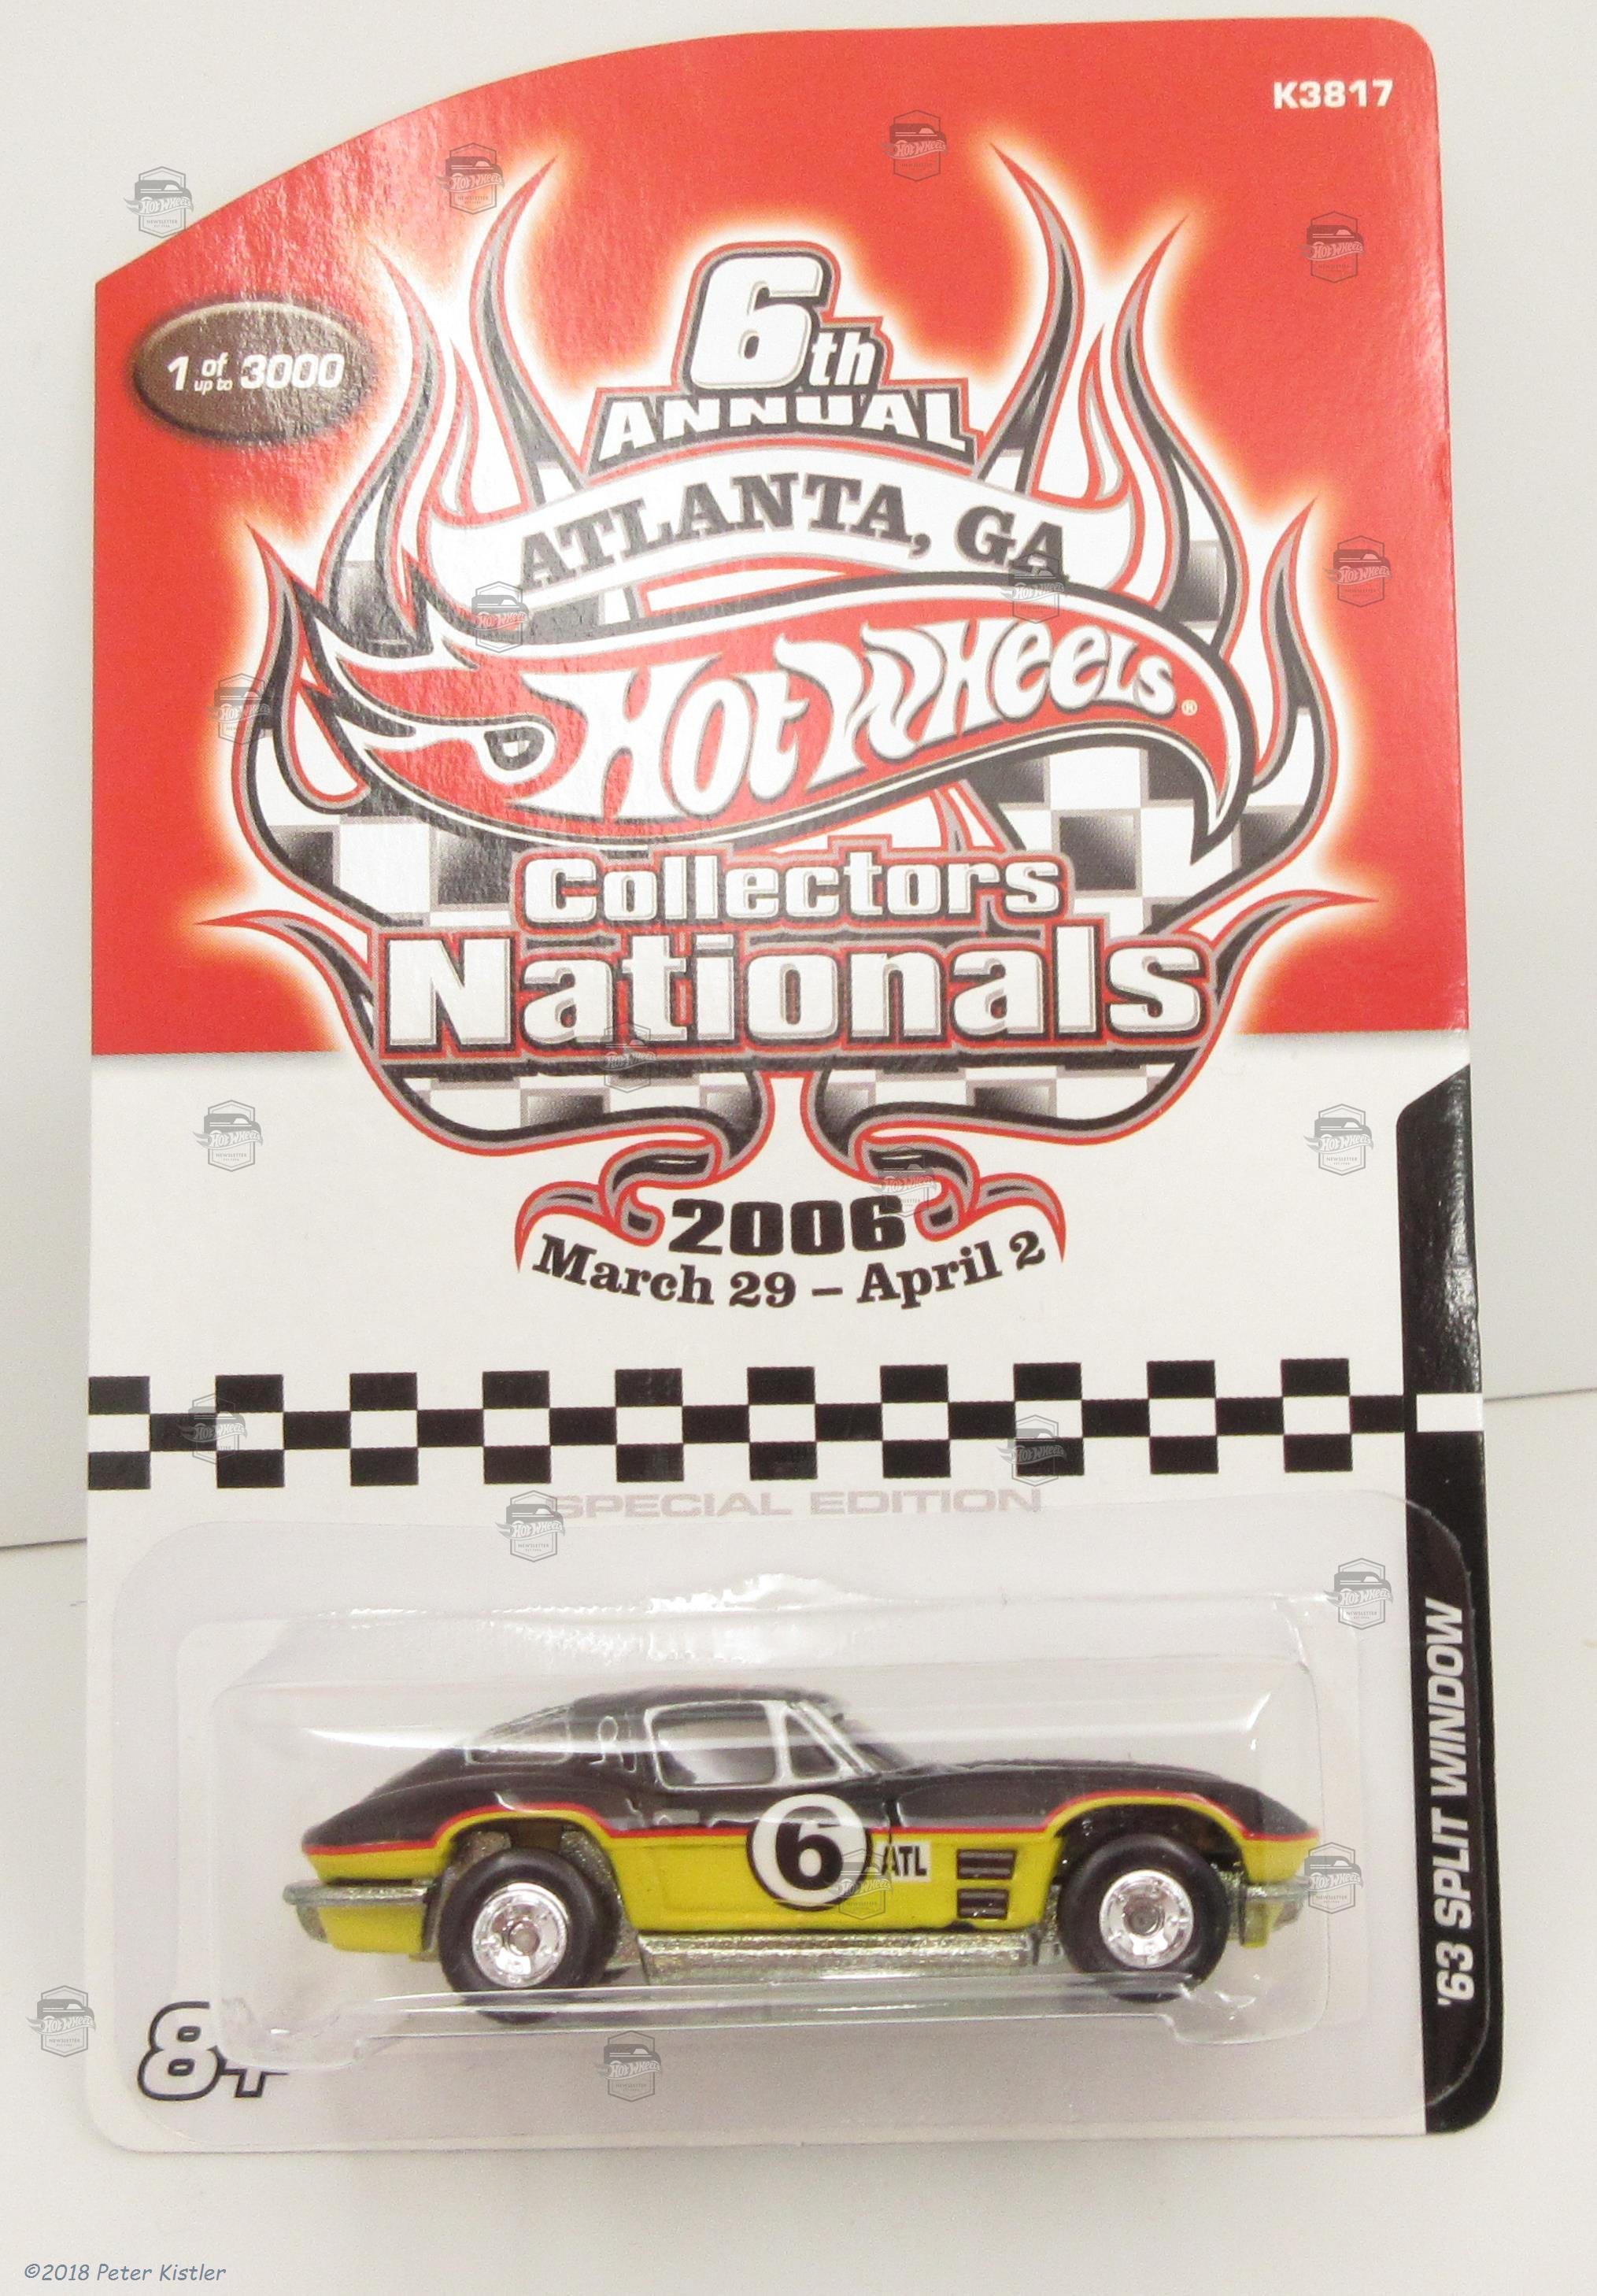 K3817
1 of up to 3000
6th
ANNUAL
ATLANTA, GA
Hot Wheels®
Collectors
Nationals
2006
March 29 – April 2
SPECIAL EDITION
'63 SPLIT WINDOW
6 ATL
8+
©2018 Peter Kistler